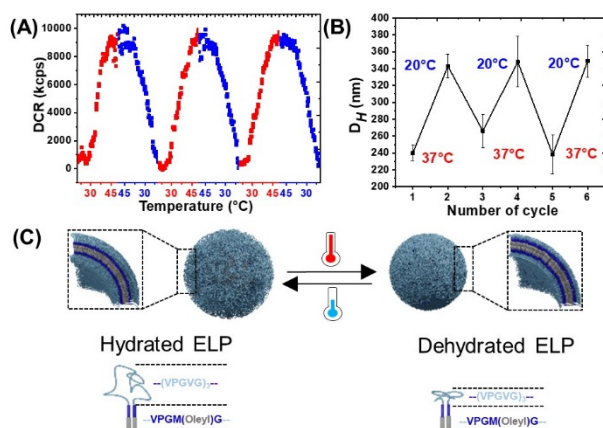 (A)
DCR (kcps)
10000
8000
6000
4000
2000
0
30 45 45 30 30 45 45 30 30 45 45 30
Temperature (°C)
(B)
D_H (nm)
400
380
360
340
320
300
280
260
240
220
200
20°C 20°C 20°C
37°C 37°C 37°C
1 2 3 4 5 6
Number of cycle
(C)
Hydrated ELP Dehydrated ELP
--(VPGVG)--
--(VPGVG)--
--VPGM(Oleyl)G--
--VPGM(Oleyl)G--